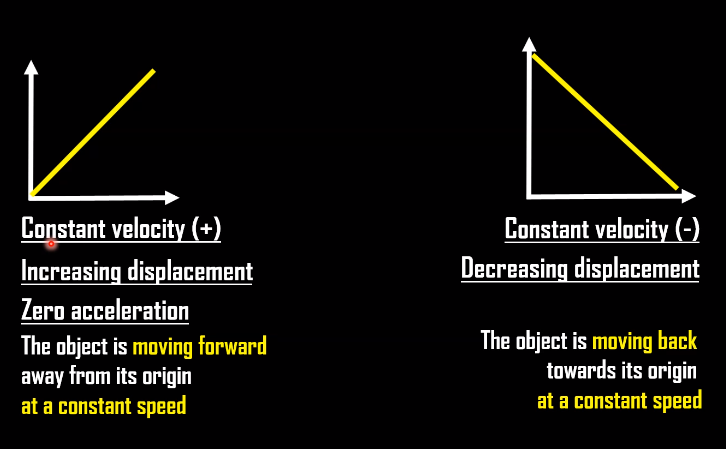 Constant velocity (+)
Increasing displacement
Zero acceleration
The object is moving forward
away from its origin
at a constant speed
Constant velocity (-)
Decreasing displacement
The object is moving back
towards its origin
at a constant speed